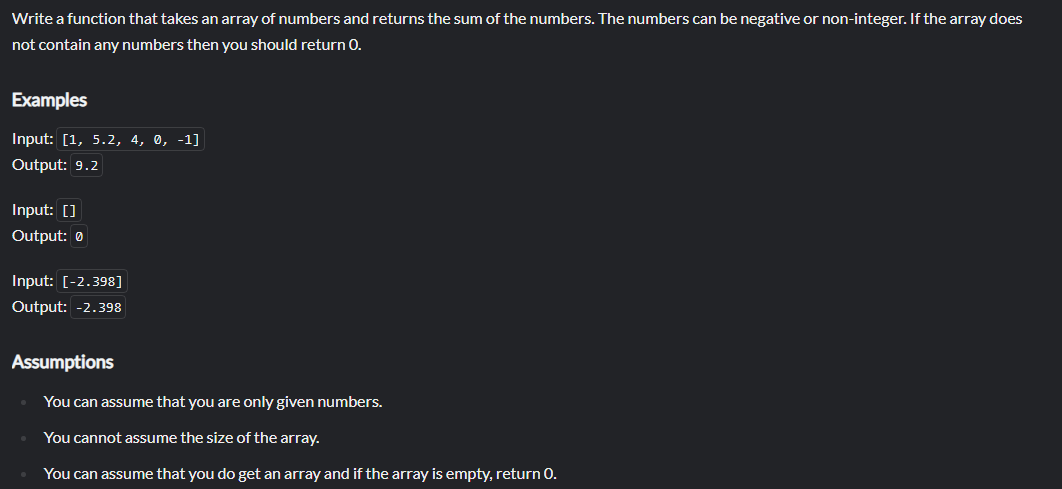 Write a function that takes an array of numbers and returns the sum of the numbers. The numbers can be negative or non-integer. If the array does
not contain any numbers then you should return 0.
Examples
Input: [1, 5.2, 4, 0, -1]
Output: 9.2
Input: []
Output: 0
Input: [-2.398]
Output: -2.398
Assumptions
You can assume that you are only given numbers.
You cannot assume the size of the array.
You can assume that you do get an array and if the array is empty, return 0.